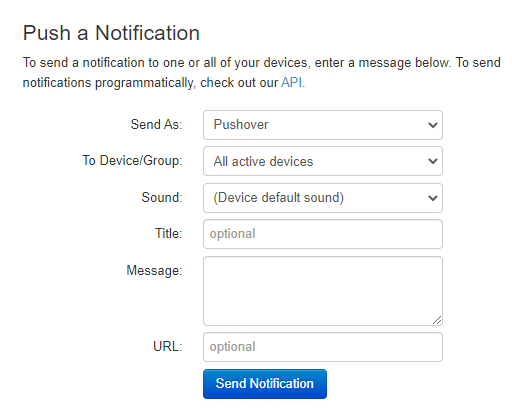 Push a Notification
To send a notification to one or all of your devices, enter a message below. To send
notifications programmatically, check out our API.
Send As: Pushover
To Device/Group: All active devices
Sound: (Device default sound)
Title: optional
Message:
URL: optional
Send Notification